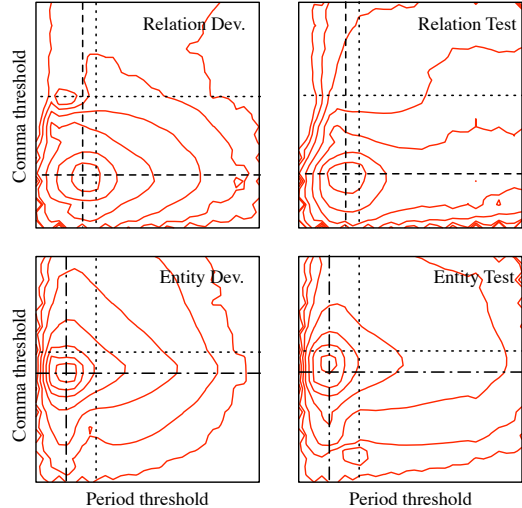 Relation Dev.
Relation Test
Comma threshold
Entity Dev.
Entity Test
Comma threshold
Period threshold
Period threshold